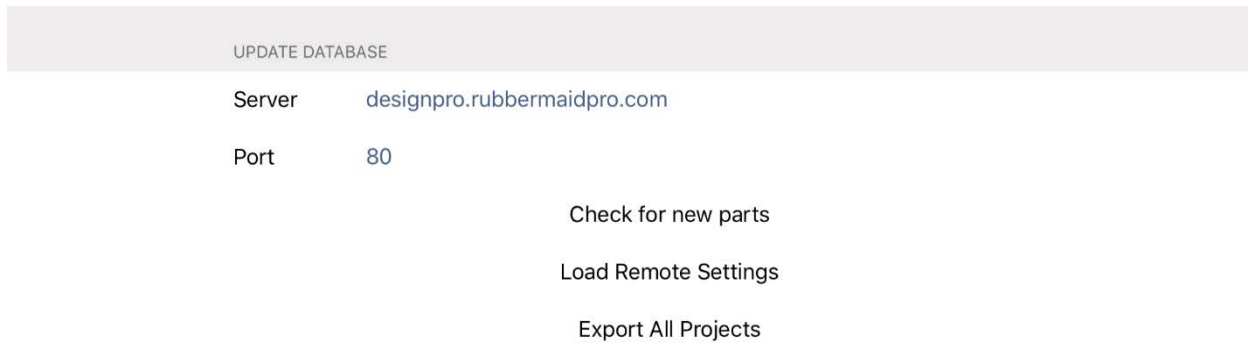 UPDATE DATABASE
Server designpro.rubbermaidpro.com
Port 80
Check for new parts
Load Remote Settings
Export All Projects